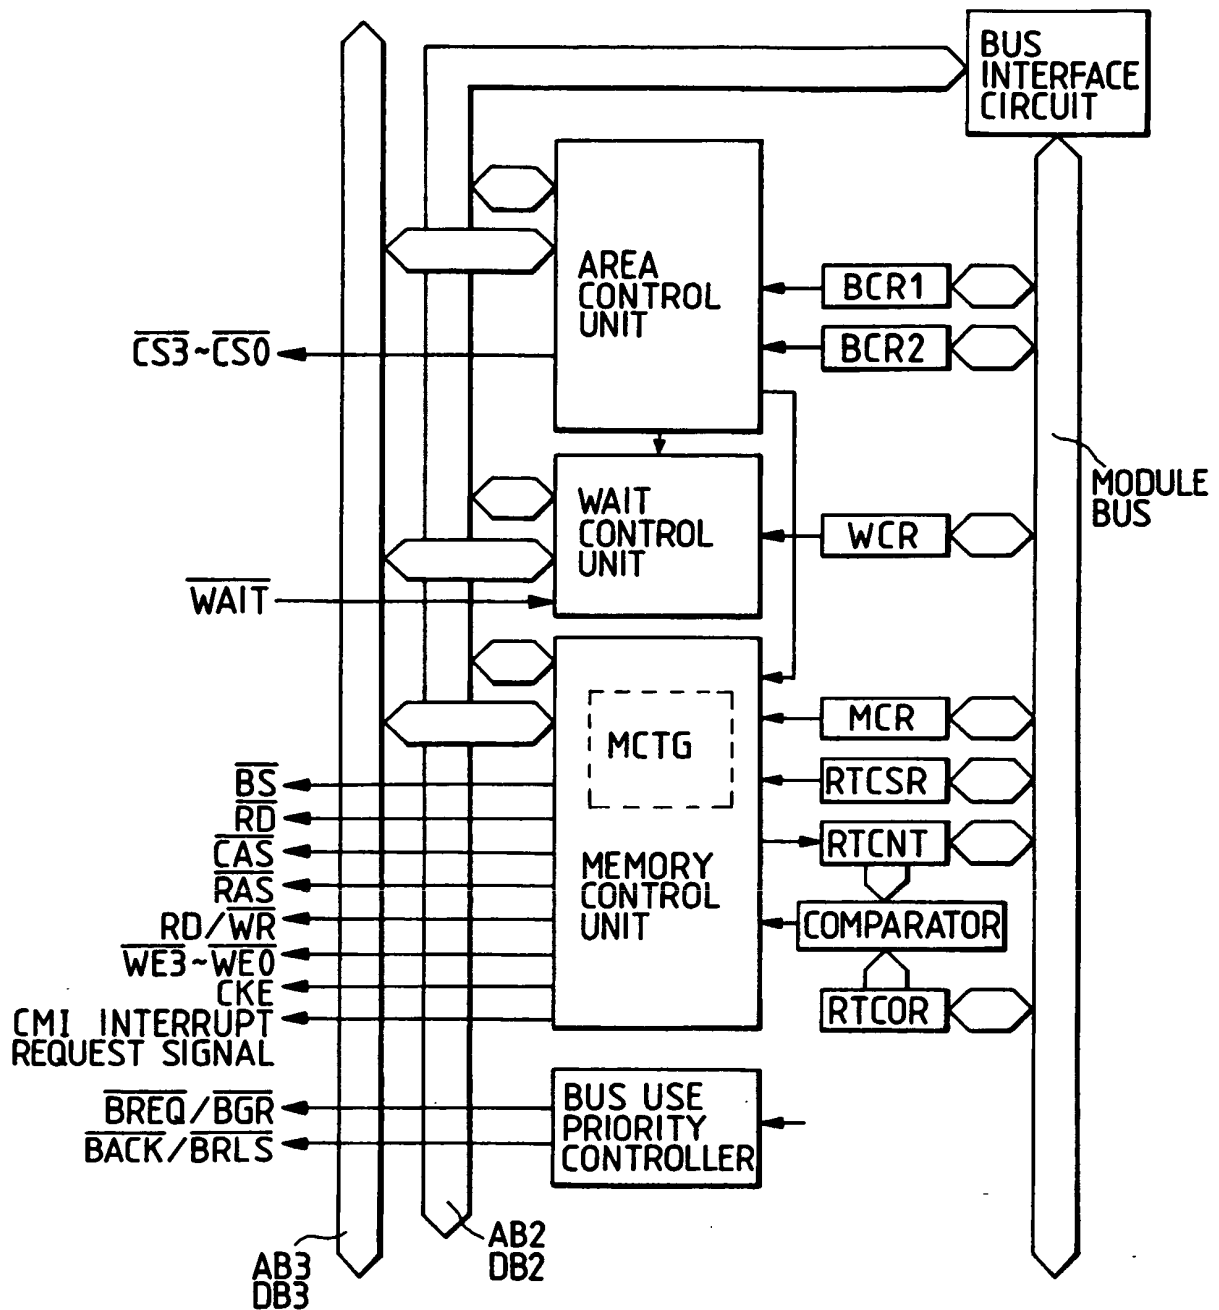 BUS
INTERFACE
CIRCUIT
AREA
CONTROL
UNIT
BCR1
BCR2
CS3~CS0
MODULE
BUS
WAIT
CONTROL
UNIT
WCR
WAIT
MCTG
MCR
RTCSR
RTCNT
COMPARATOR
RTCOR
MEMORY
CONTROL
UNIT
BS
RD
CAS
RAS
RD/WR
WE3~WE0
CKE
CMI INTERRUPT
REQUEST SIGNAL
BREQ/BGR
BACK/BRLS
BUS USE
PRIORITY
CONTROLLER
AB2
DB2
AB3
DB3